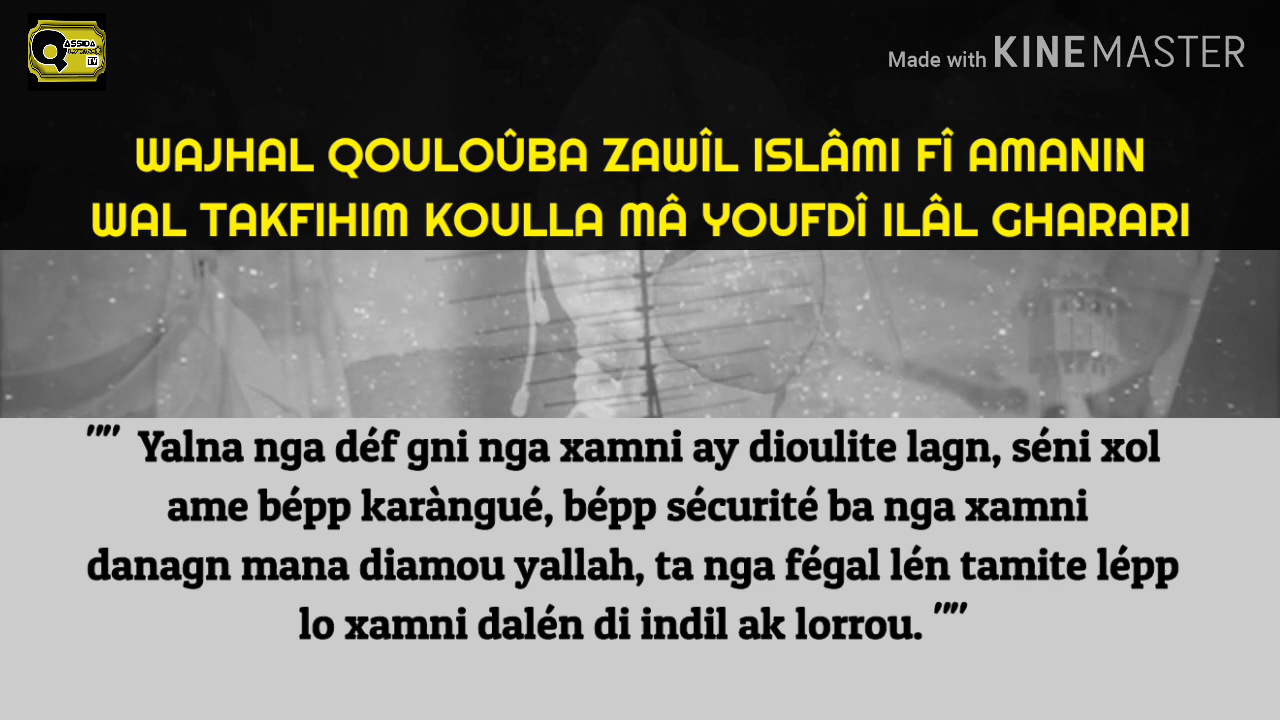 QASSIDA
TV
Made with KINEMASTER
WAJHAL QOULOÛBA ZAWÎL ISLÂMI FÎ AMANIN
WAL TAKFIHIM KOULLA MÂ YOUFDÎ ILÂL GHARARI
"" Yalna nga déf gni nga xamni ay dioulite lagn, séni xol
ame bépp karàngué, bépp sécurité ba nga xamni
danagn mana diamou yallah, ta nga fégal lén tamite lépp
lo xamni dalén di indil ak lorrou. ""